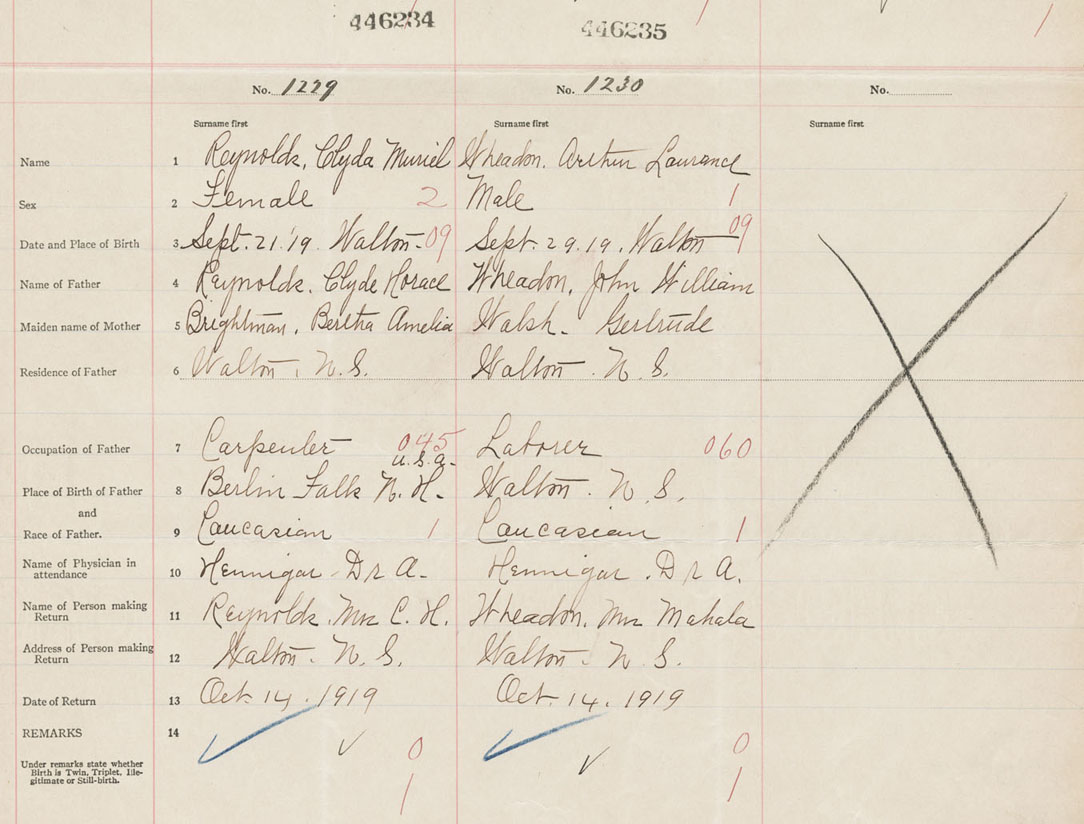 446234 446235
No. 1229 No. 1230 No.
Surname first Surname first Surname first
Name 1 Reynolds, Clyda Muriel Wheadon. Arthur Laurance
Sex 2 Female 2 Male 1
Date and Place of Birth 3 Sept. 21.'19. Walton- 09 Sept. 29.19. Walton 09
Name of Father 4 Reynolds. Clyde Horace Wheadon, John William
Maiden name of Mother 5 Brightman, Bertha Amelia Walsh. Gertrude
Residence of Father 6 Walton, N.S. Walton. N.S.
Occupation of Father 7 Carpenter 045 Laborer 060
U.S.A.
Place of Birth of Father 8 Berlin Falls N.H. Walton. N.S.
and
Race of Father. 9 Caucasian 1 Caucasian 1
Name of Physician in
attendance 10 Hennigar. Dr A. Hennigar. Dr A.
Name of Person making
Return 11 Reynolds. Mrs C. H. Wheadon, Mrs Mahala
Address of Person making
Return 12 Walton. N.S. Walton. N.S.
Date of Return 13 Oct. 14. 1919 Oct. 14. 1919
REMARKS 14
0 0
Under remarks state whether
Birth is Twin, Triplet, Ille-
gitimate or Still-birth.
1 1